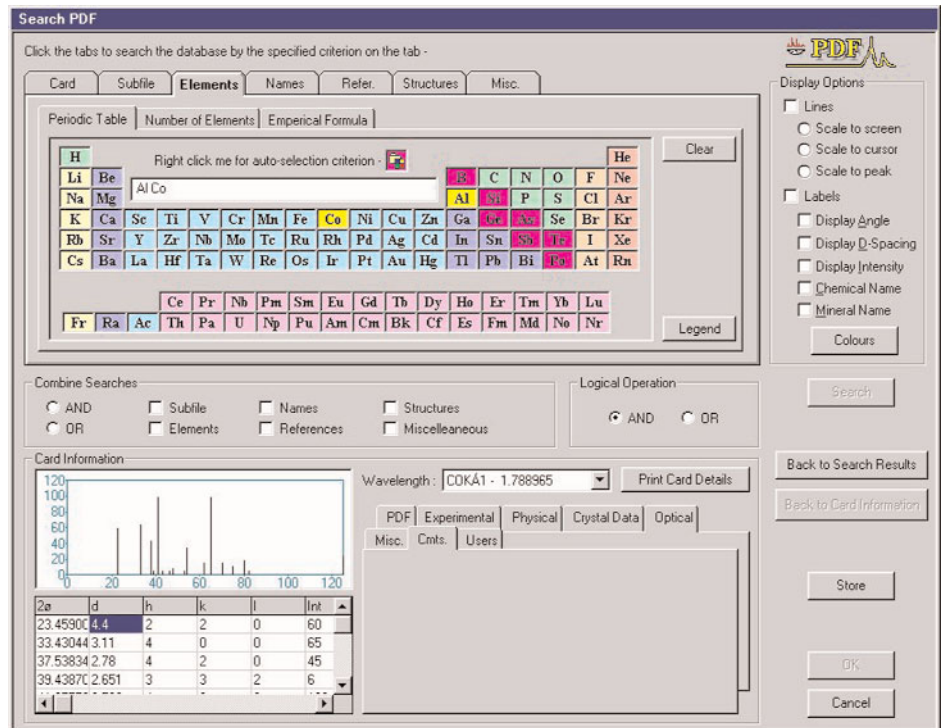 Search PDF
Click the tabs to search the database by the specified criterion on the tab -
PDF
Card Subfile Elements Names Refer. Structures Misc.
Periodic Table Number of Elements Emperical Formula
Right click me for auto-selection criterion -
Clear
H He
Li Be B C N O F Ne
Al Co
Na Mg Al Si P S Cl Ar
K Ca Sc Ti V Cr Mn Fe Co Ni Cu Zn Ga Ge As Se Br Kr
Rb Sr Y Zr Nb Mo Tc Ru Rh Pd Ag Cd In Sn Sb Te I Xe
Cs Ba La Hf Ta W Re Os Ir Pt Au Hg Tl Pb Bi Po At Rn
Ce Pr Nb Pm Sm Eu Gd Tb Dy Ho Er Tm Yb Lu
Fr Ra Ac Th Pa U Np Pu Am Cm Bk Cf Es Fm Md No Nr
Legend
Display Options
Lines
Scale to screen
Scale to cursor
Scale to peak
Labels
Display Angle
Display D-Spacing
Display Intensity
Chemical Name
Mineral Name
Colours
Combine Searches
AND Subfile Names Structures
OR Elements References Miscelleaneous
Logical Operation
AND OR
Search
Back to Search Results
Back to Card Information
Store
OK
Cancel
Card Information
120
100
80
60
40
20
0
0 20 40 60 80 100 120
Wavelength : COKÁ1 - 1.788965 Print Card Details
PDF Experimental Physical Crystal Data Optical
Misc. Cmts. Users
2ø d h k l Int
23.45900 4.4 2 2 0 60
33.43044 3.11 4 0 0 65
37.53834 2.78 4 2 0 45
39.43870 2.651 3 3 2 6